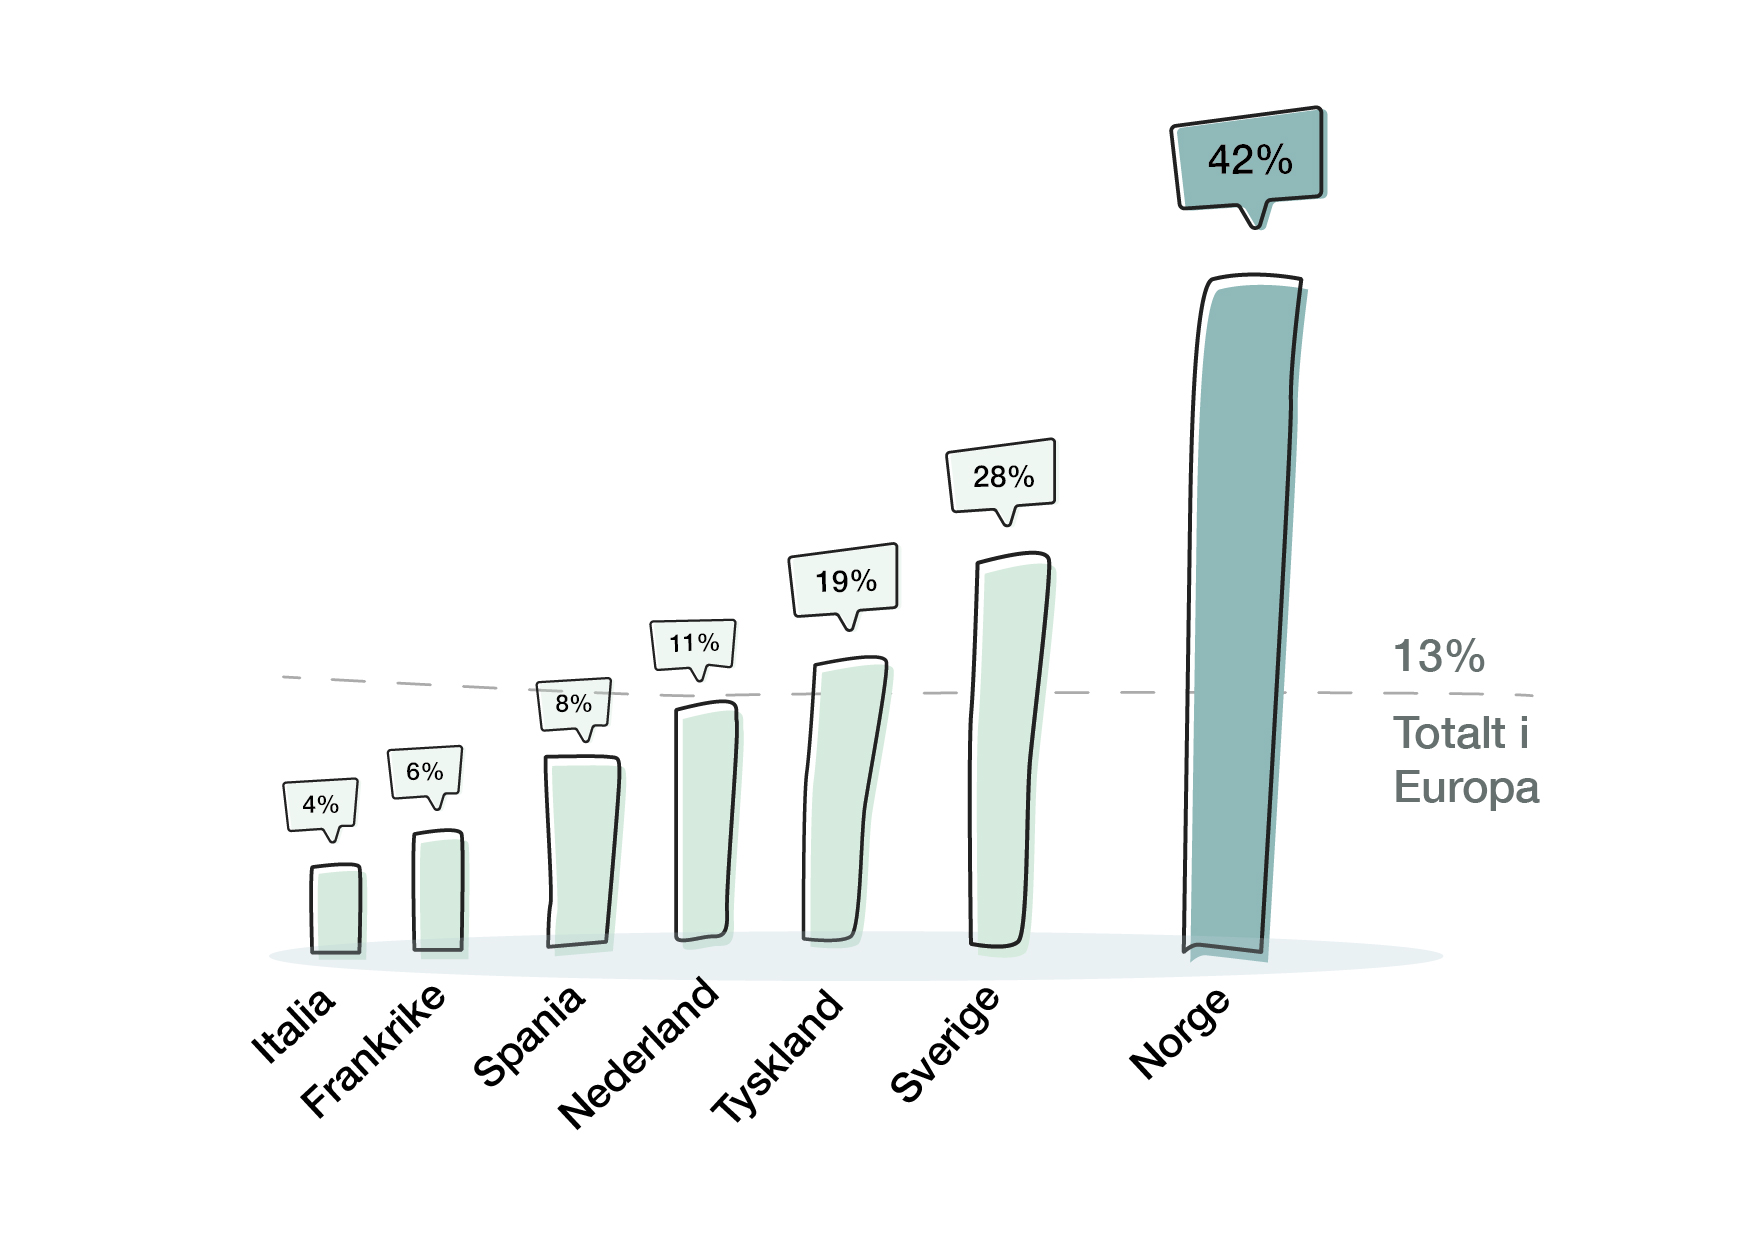 42%
28%
19%
11%
8%
6%
4%
13%
Totalt i
Europa
Italia
Frankrike
Spania
Nederland
Tyskland
Sverige
Norge